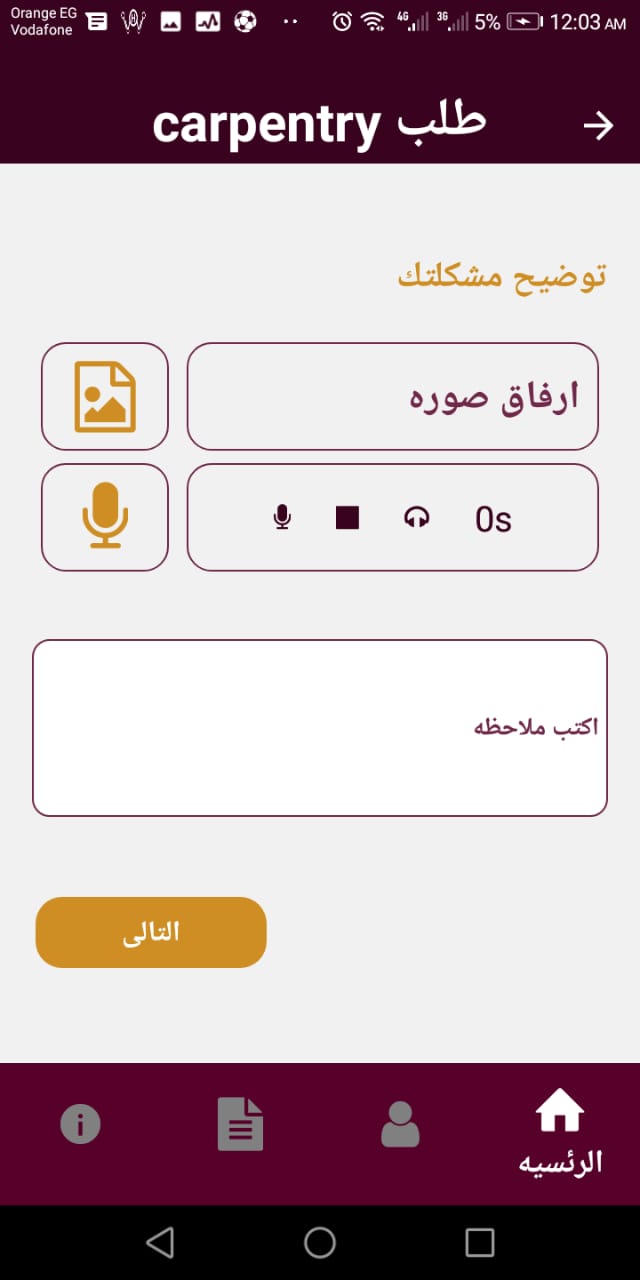 Orange EG
Vodafone
4G 3G 5% 12:03 AM
طلب carpentry
توضيح مشكلتك
ارفاق صوره
0s
اكتب ملاحظه
التالى
الرئسيه